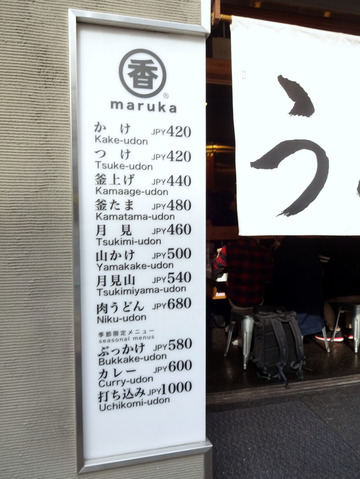 香®
maruka
かけ JPY420
Kake-udon
つけ JPY420
Tsuke-udon
釜上げ JPY440
Kamaage-udon
釜たま JPY480
Kamatama-udon
月見 JPY460
Tsukimi-udon
山かけ JPY500
Yamakake-udon
月見山 JPY540
Tsukimiyama-udon
肉うどん JPY680
Niku-udon
季節限定メニュー
seasonal menus
ぶっかけ JPY580
Bukkake-udon
カレー JPY600
Curry-udon
打ち込み JPY1000
Uchikomi-udon
う